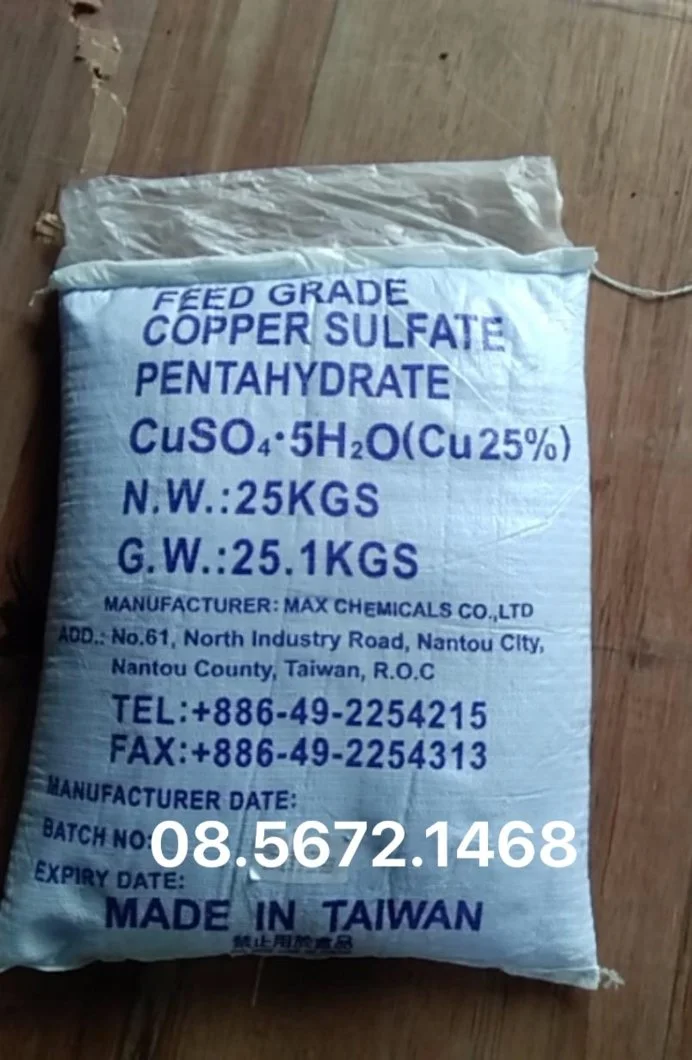 FEED GRADE
COPPER SULFATE
PENTAHYDRATE
CuSO₄·5H₂O(Cu25%)
N.W.:25KGS
G.W.:25.1KGS
MANUFACTURER: MAX CHEMICALS CO.,LTD
ADD.: No.61, North Industry Road, Nantou City,
Nantou County, Taiwan, R.O.C
TEL:+886-49-2254215
FAX:+886-49-2254313
MANUFACTURER DATE:
BATCH NO:
08.5672.1468
EXPIRY DATE:
MADE IN TAIWAN
禁止用於食品